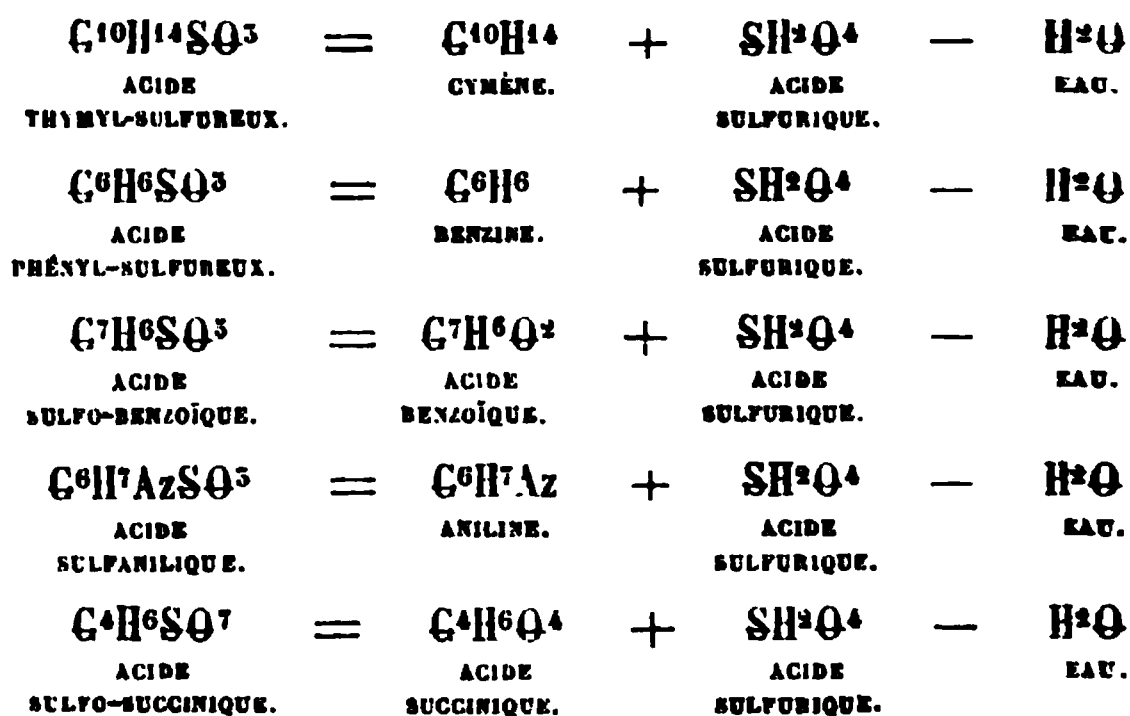 C¹⁰H¹⁴SO³ = C¹⁰H¹⁴ + SH²O⁴ — H²O
ACIDE CYMÈNE. ACIDE EAU.
THYMYL-SULFUREUX. SULFURIQUE.
C⁶H⁶SO³ = C⁶H⁶ + SH²O⁴ — H²O
ACIDE BENZINE. ACIDE EAU.
PHÉNYL-SULFUREUX. SULFURIQUE.
C⁷H⁶SO³ = C⁷H⁶O² + SH²O⁴ — H²O
ACIDE ACIDE ACIDE EAU.
SULFO-BENZOÏQUE. BENZOÏQUE. SULFURIQUE.
C⁶H⁷AzSO³ = C⁶H⁷Az + SH²O⁴ — H²O
ACIDE ANILINE. ACIDE EAU.
SULFANILIQUE. SULFURIQUE.
C⁴H⁶SO⁷ = C⁴H⁶O⁴ + SH²O⁴ — H²O
ACIDE ACIDE ACIDE EAU.
SULFO-SUCCINIQUE. SUCCINIQUE. SULFURIQUE.